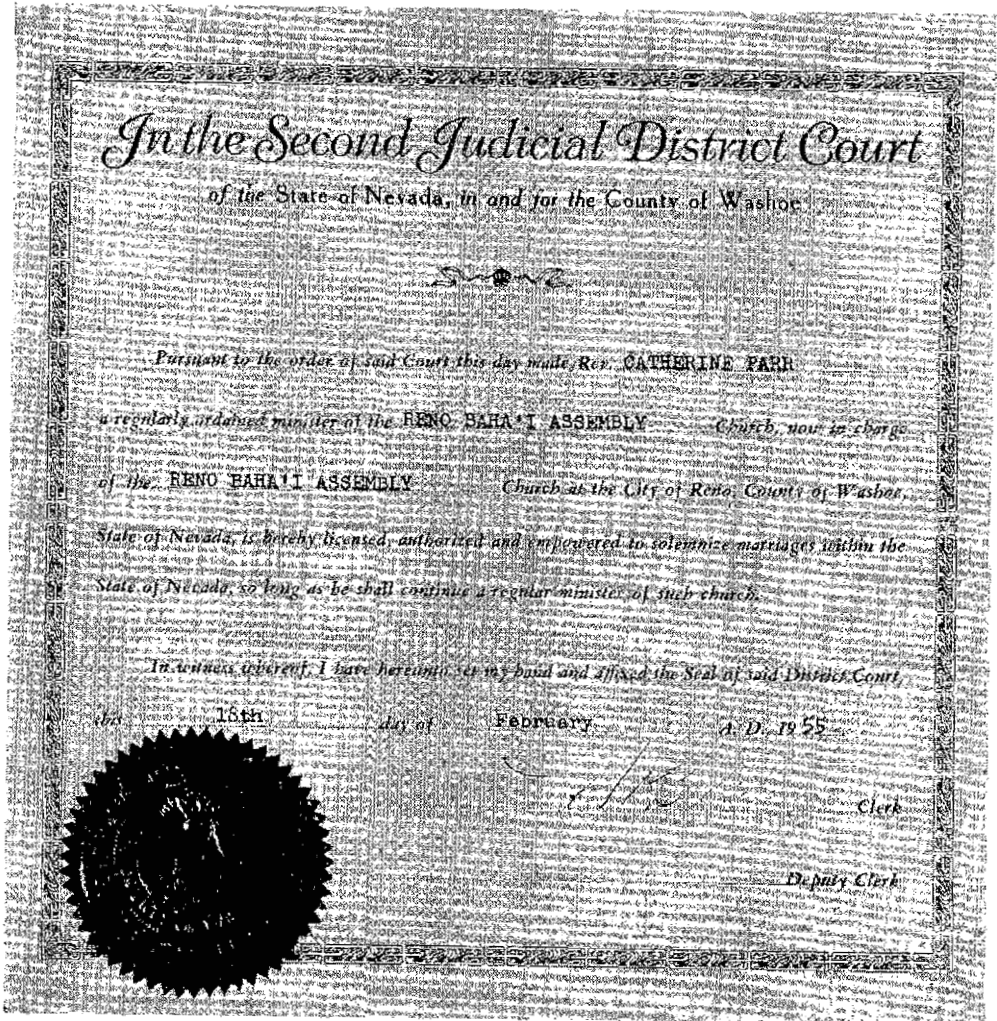 In the Second Judicial District Court
of the State of Nevada, in and for the County of Washoe
Pursuant to the order of said Court this day made, Rev. CATHERINE PARR
a regularly ordained minister of the RENO BAHA'I ASSEMBLY Church, now in charge
of the RENO BAHA'I ASSEMBLY Church at the City of Reno, County of Washoe,
State of Nevada, is hereby licensed, authorized and empowered to solemnize marriages within the
State of Nevada, so long as he shall continue a regular minister of such church.
In witness whereof, I have hereunto set my hand and affixed the Seal of said District Court,
this 18th day of February A. D., 1955
Clerk
Deputy Clerk